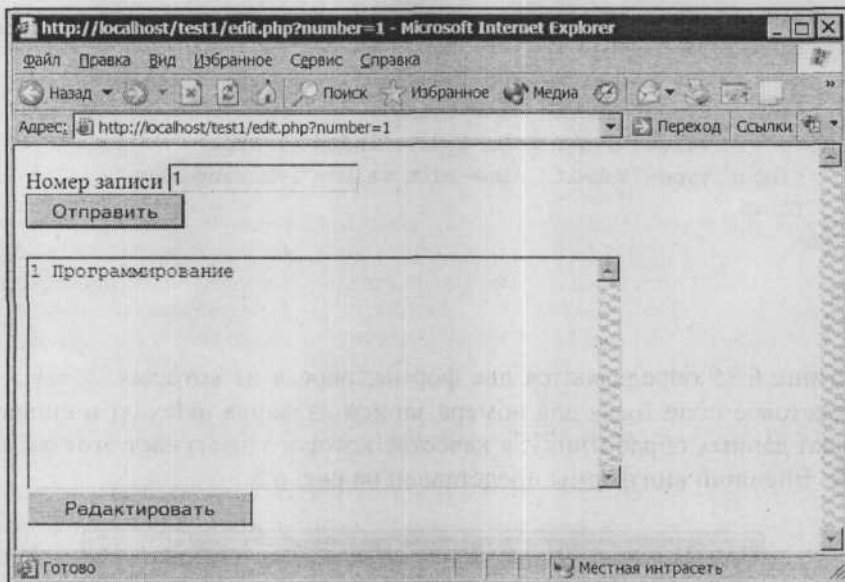 http://localhost/test1/edit.php?number=1 - Microsoft Internet Explorer
Файл Правка Вид Избранное Сервис Справка
Назад Поиск Избранное Медиа »
Адрес: http://localhost/test1/edit.php?number=1 Переход Ссылки
Номер записи 1
Отправить
1 Программирование
Редактировать
Готово Местная интрасеть